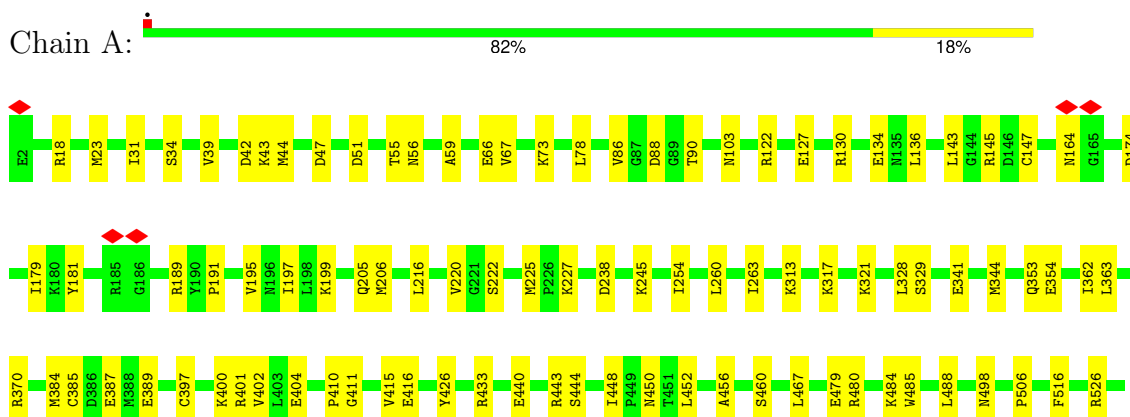 Chain A:
82% 18%
E2 R18 M23 I31 S34 V39 D42 K43 M44 D47 D51 T55 N56 A59 E66 V67 K73 L78 V86 G87 D88 G89 T90 N103 R122 E127 R130 E134 N135 L136 L143 G144 R145 D146 C147 N164 G165
I179 K180 Y181 R185 G186 R189 Y190 P191 V195 N196 I197 L198 K199 Q205 M206 L216 V220 G221 S222 M225 P226 K227 D238 K245 I254 L260 I263 K313 K317 K321 L328 S329 E341 M344 Q353 E354 I362 L363
R370 M384 C385 D386 E387 M388 E389 C397 K400 R401 V402 L403 E404 P410 G411 V415 E416 Y426 R433 E440 R443 S444 I448 P449 N450 T451 L452 A456 S460 L467 E479 R480 K484 W485 L488 N498 P506 F516 R526